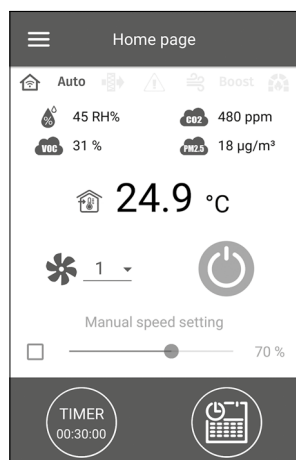 Home page
Auto Boost
45 RH% CO2 480 ppm
VOC 31 % PM2.5 18 µg/m³
24.9 °C
1
Manual speed setting
70 %
TIMER
00:30:00